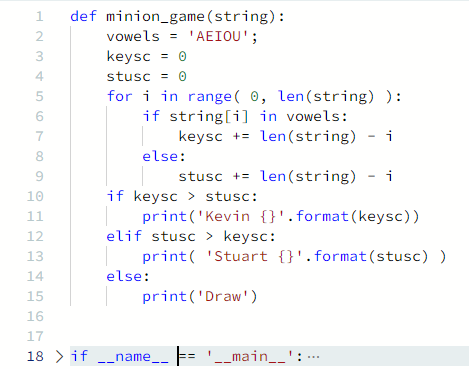 1 def minion_game(string):
2     vowels = 'AEIOU';
3     keysc = 0
4     stusc = 0
5     for i in range( 0, len(string) ):
6         if string[i] in vowels:
7             keysc += len(string) - i
8         else:
9             stusc += len(string) - i
10     if keysc > stusc:
11         print('Kevin {}'.format(keysc))
12     elif stusc > keysc:
13         print( 'Stuart {}'.format(stusc) )
14     else:
15         print('Draw')
16
17
18 > if __name__ == '__main__':⋯